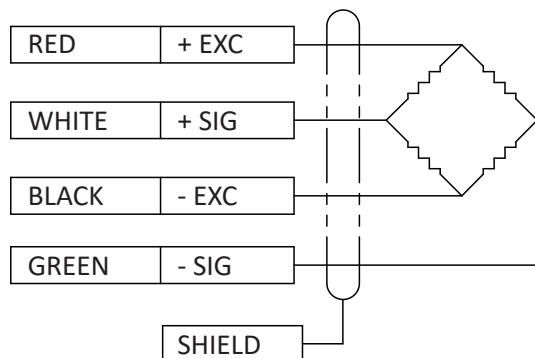 RED + EXC
WHITE + SIG
BLACK - EXC
GREEN - SIG
SHIELD